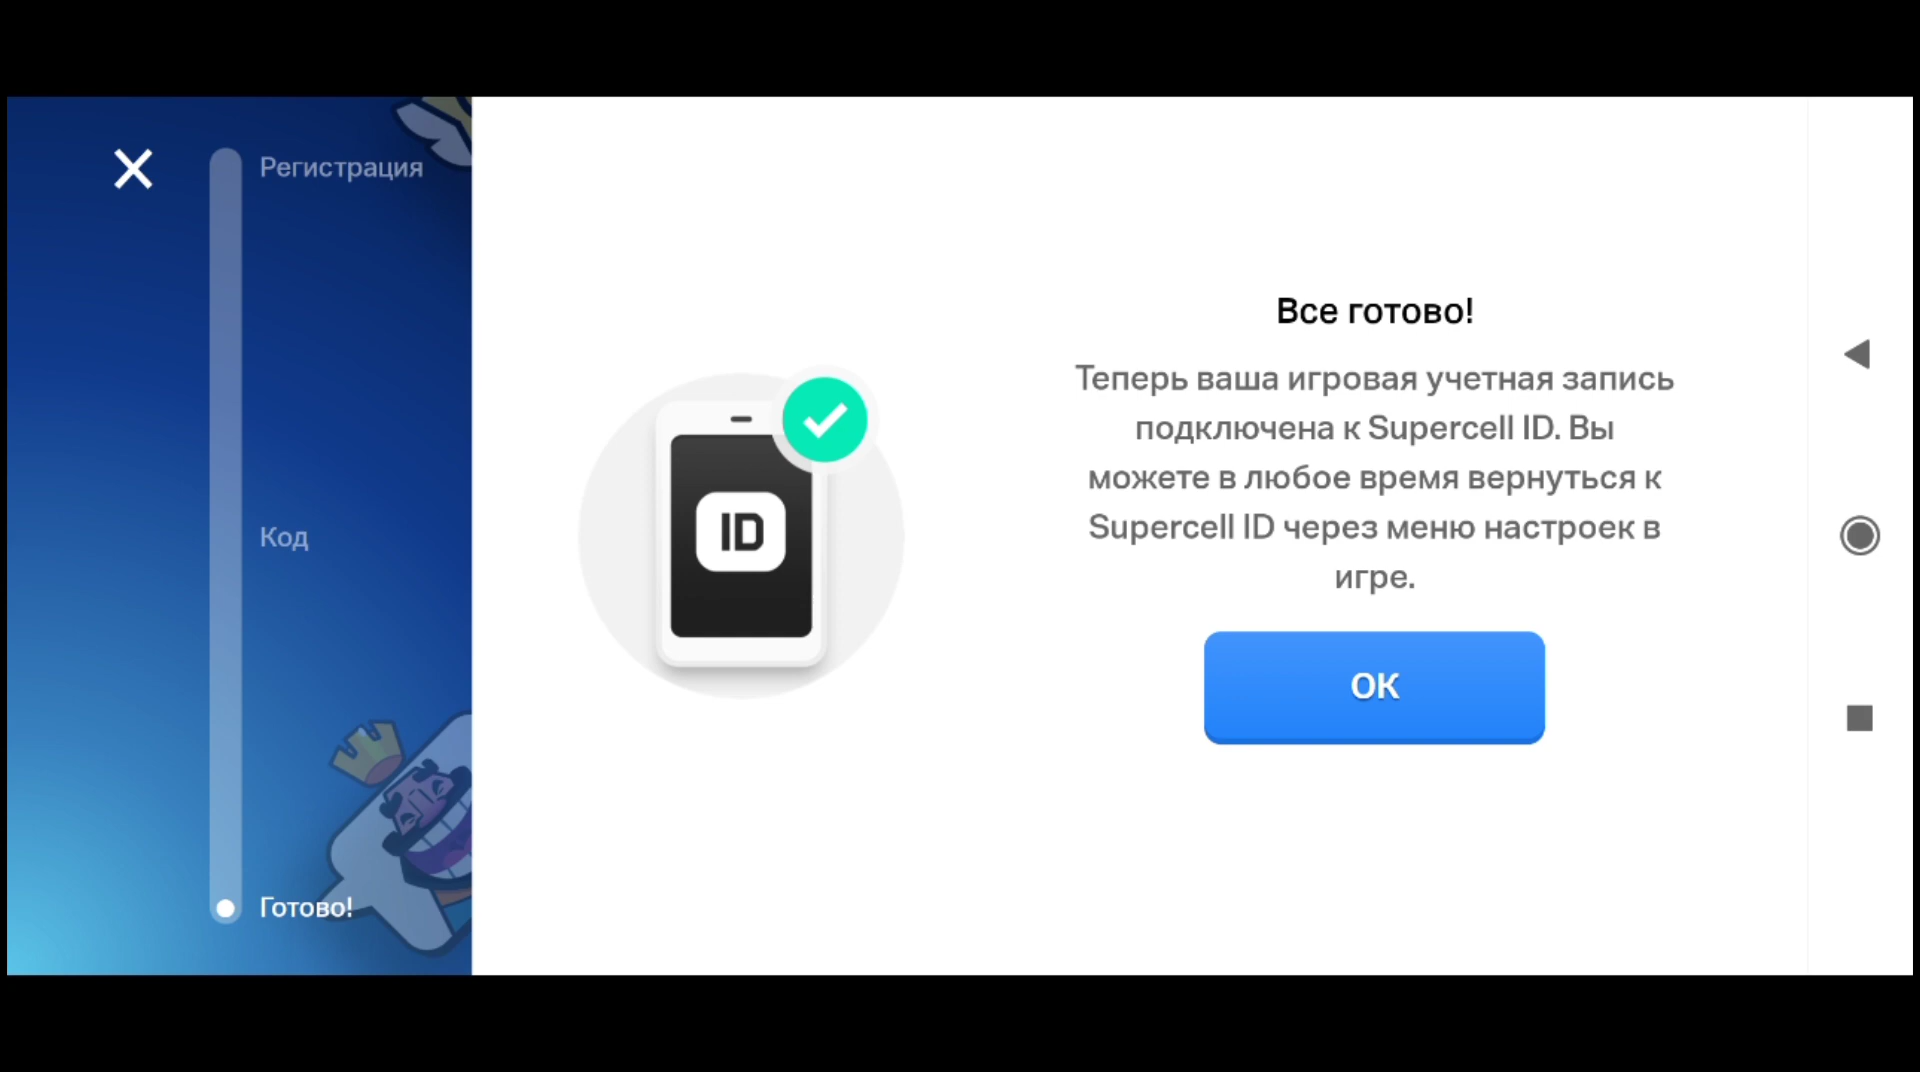 Регистрация
Код
Готово!
ID
Все готово!
Теперь ваша игровая учетная запись
подключена к Supercell ID. Вы
можете в любое время вернуться к
Supercell ID через меню настроек в
игре.
ОК